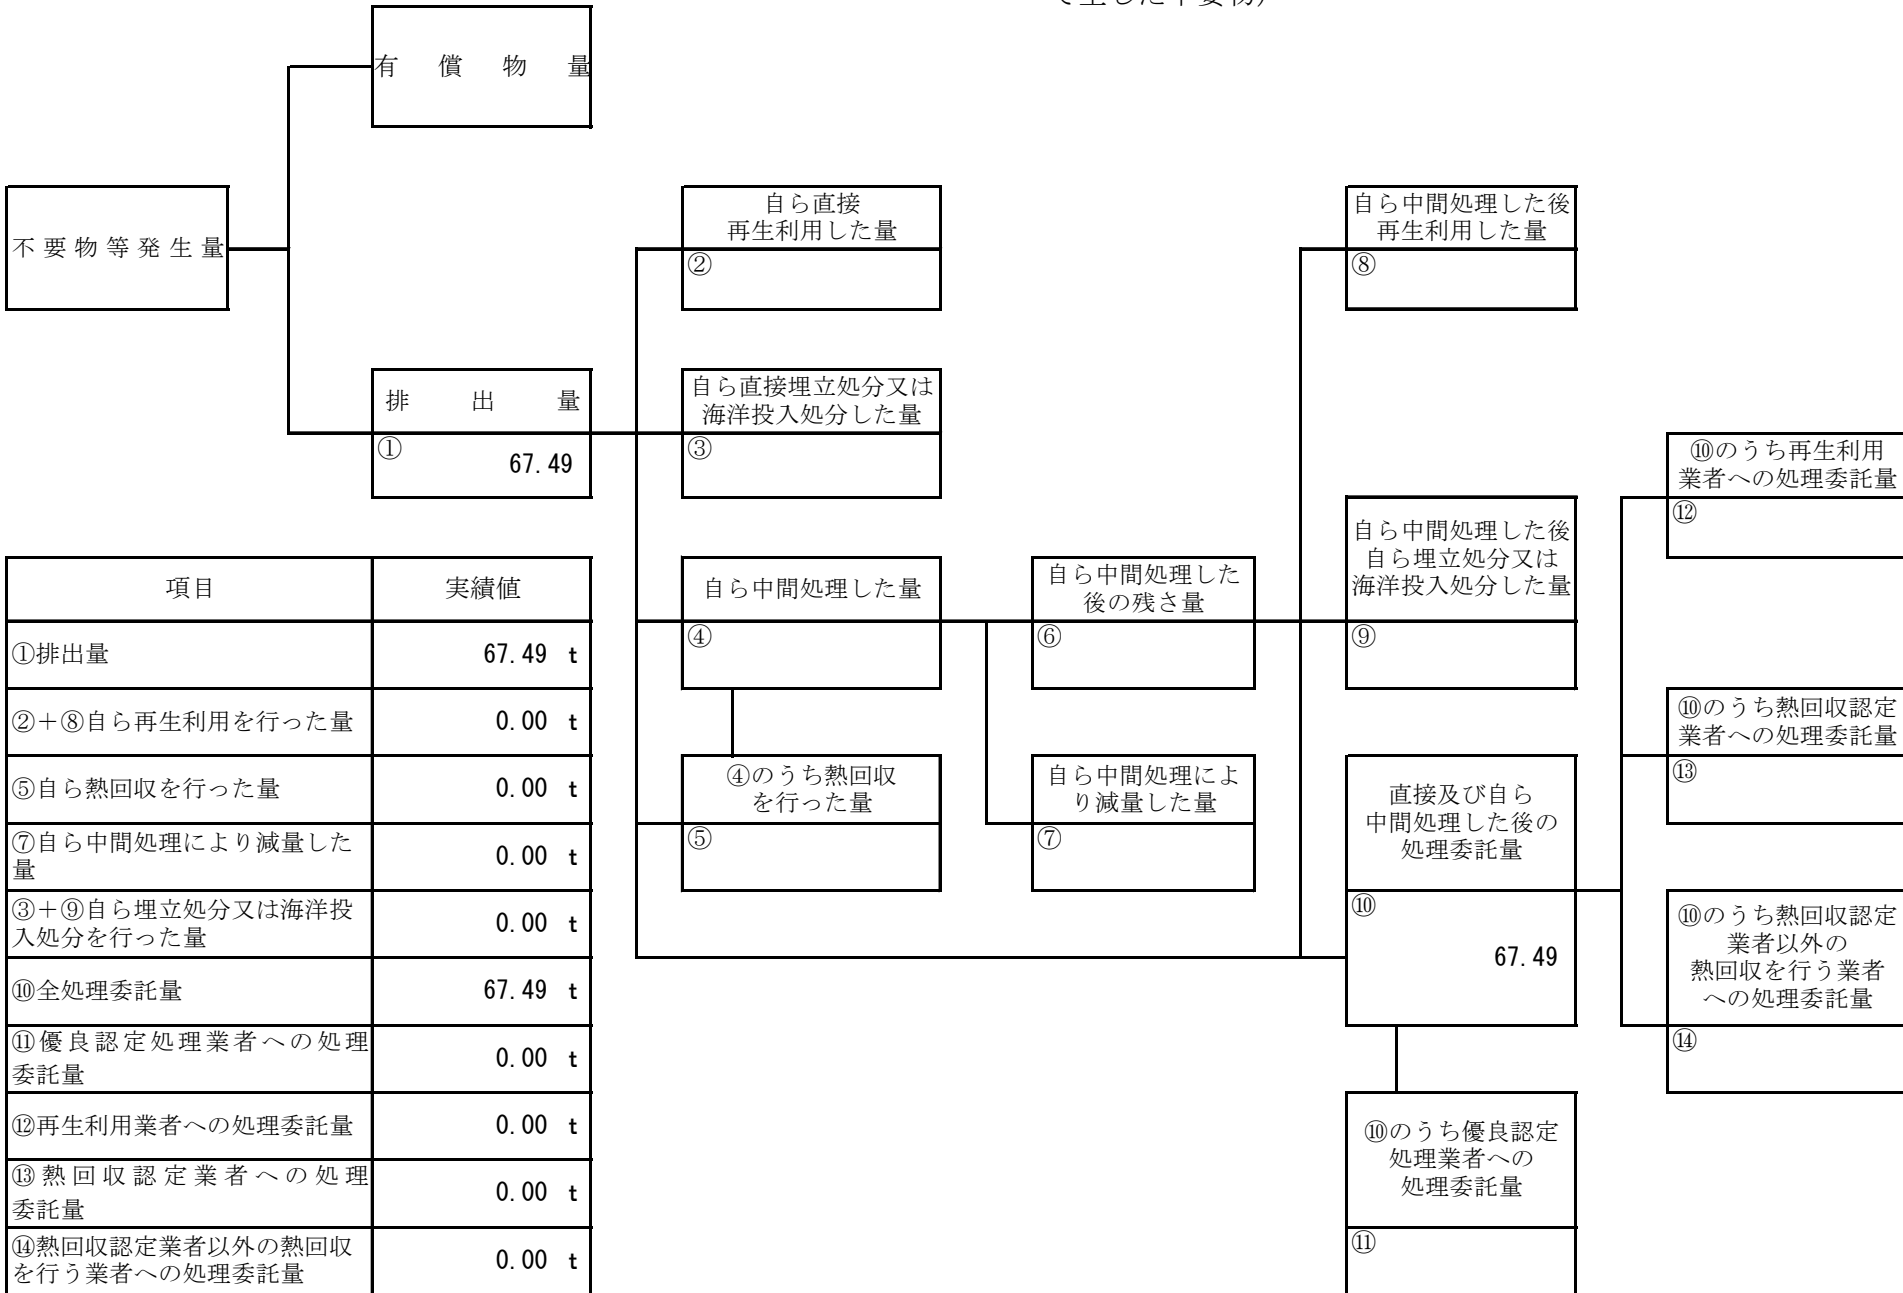 で生じた不要物）
有償物量
不要物等発生量
自ら直接
再生利用した量
②
自ら中間処理した後
再生利用した量
⑧
排出量
①
67.49
自ら直接埋立処分又は
海洋投入処分した量
③
⑩のうち再生利用
業者への処理委託量
⑫
自ら中間処理した後
自ら埋立処分又は
海洋投入処分した量
⑨
自ら中間処理した量
④
自ら中間処理した
後の残さ量
⑥
⑩のうち熱回収認定
業者への処理委託量
⑬
④のうち熱回収
を行った量
⑤
自ら中間処理によ
り減量した量
⑦
直接及び自ら
中間処理した後の
処理委託量
⑩
67.49
⑩のうち熱回収認定
業者以外の
熱回収を行う業者
への処理委託量
⑭
⑩のうち優良認定
処理業者への
処理委託量
⑪
項目 実績値
①排出量 67.49 t
②＋⑧自ら再生利用を行った量 0.00 t
⑤自ら熱回収を行った量 0.00 t
⑦自ら中間処理により減量した
量 0.00 t
③＋⑨自ら埋立処分又は海洋投
入処分を行った量 0.00 t
⑩全処理委託量 67.49 t
⑪優良認定処理業者への処理
委託量 0.00 t
⑫再生利用業者への処理委託量 0.00 t
⑬熱回収認定業者への処理
委託量 0.00 t
⑭熱回収認定業者以外の熱回収
を行う業者への処理委託量 0.00 t